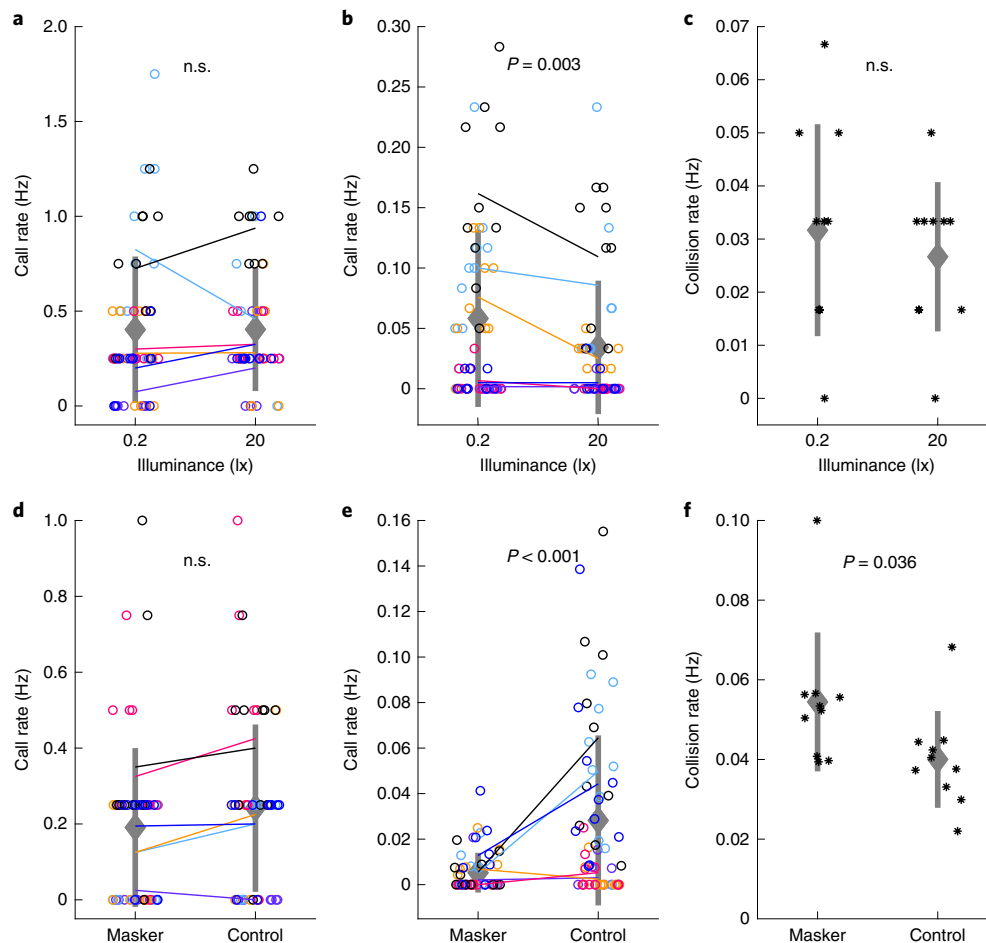 a
b
c
2.0
1.5
1.0
0.5
0
Call rate (Hz)
n.s.
0.2
20
Illuminance (lx)
0.30
0.25
0.20
0.15
0.10
0.05
0
Call rate (Hz)
P = 0.003
0.2
20
Illuminance (lx)
0.07
0.06
0.05
0.04
0.03
0.02
0.01
0
Collision rate (Hz)
n.s.
0.2
20
Illuminance (lx)
d
e
f
1.0
0.8
0.6
0.4
0.2
0
Call rate (Hz)
n.s.
Masker
Control
0.16
0.14
0.12
0.10
0.08
0.06
0.04
0.02
0
Call rate (Hz)
P < 0.001
Masker
Control
0.10
0.08
0.06
0.04
0.02
0
Collision rate (Hz)
P = 0.036
Masker
Control